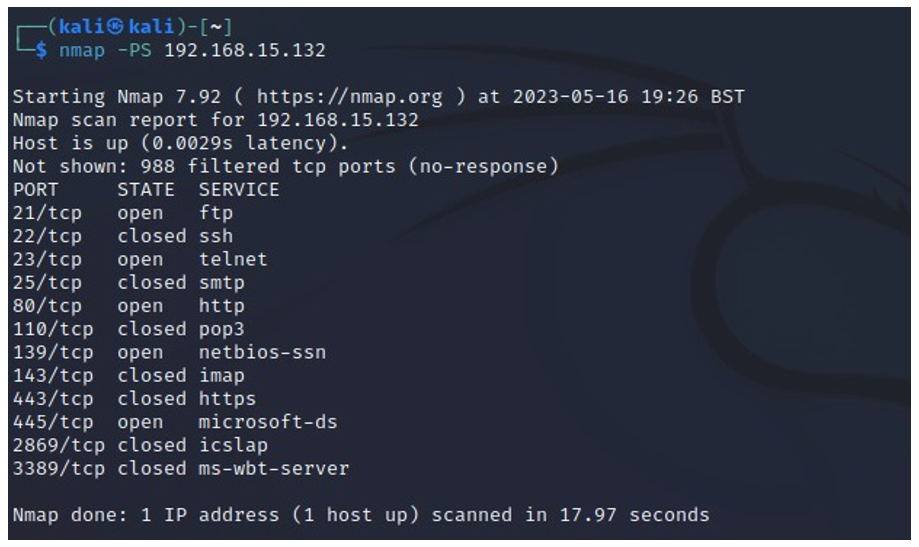 ┌──(kali㉿kali)-[~]
└─$ nmap -PS 192.168.15.132
Starting Nmap 7.92 ( https://nmap.org ) at 2023-05-16 19:26 BST
Nmap scan report for 192.168.15.132
Host is up (0.0029s latency).
Not shown: 988 filtered tcp ports (no-response)
PORT     STATE  SERVICE
21/tcp   open   ftp
22/tcp   closed ssh
23/tcp   open   telnet
25/tcp   closed smtp
80/tcp   open   http
110/tcp  closed pop3
139/tcp  open   netbios-ssn
143/tcp  closed imap
443/tcp  closed https
445/tcp  open   microsoft-ds
2869/tcp closed icslap
3389/tcp closed ms-wbt-server
Nmap done: 1 IP address (1 host up) scanned in 17.97 seconds